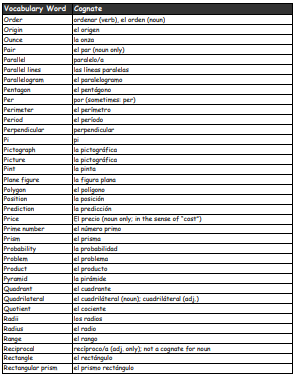 Vocabulary Word Cognate
Order ordenar (verb), el orden (noun)
Origin el origen
Ounce la onza
Pair el par (noun only)
Parallel paralelo/a
Parallel lines las líneas paralelas
Parallelogram el paralelogramo
Pentagon el pentágono
Per por (sometimes: per)
Perimeter el perímetro
Period el período
Perpendicular perpendicular
Pi pi
Pictograph la pictográfica
Picture la pictográfica
Pint la pinta
Plane figure la figura plana
Polygon el polígono
Position la posición
Prediction la predicción
Price El precio (noun only; in the sense of "cost")
Prime number el número primo
Prism el prisma
Probability la probabilidad
Problem el problema
Product el producto
Pyramid la pirámide
Quadrant el cuadrante
Quadrilateral el cuadrilátero (noun); cuadrilátera (adj.)
Quotient el cociente
Radii los radios
Radius el radio
Range el rango
Reciprocal recíproco/a (adj. only); not a cognate for noun
Rectangle el rectángulo
Rectangular prism el prisma rectángulo